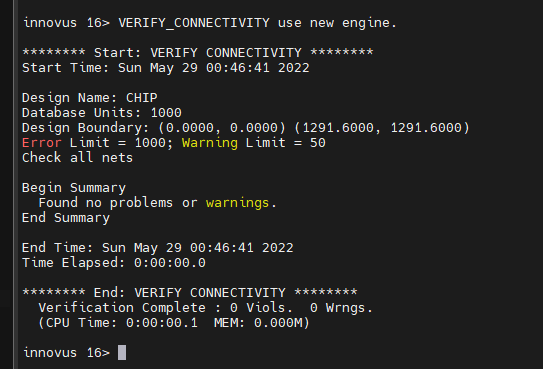 innovus 16> VERIFY_CONNECTIVITY use new engine.
******** Start: VERIFY CONNECTIVITY ********
Start Time: Sun May 29 00:46:41 2022
Design Name: CHIP
Database Units: 1000
Design Boundary: (0.0000, 0.0000) (1291.6000, 1291.6000)
Error Limit = 1000; Warning Limit = 50
Check all nets
Begin Summary
Found no problems or warnings.
End Summary
End Time: Sun May 29 00:46:41 2022
Time Elapsed: 0:00:00.0
******** End: VERIFY CONNECTIVITY ********
Verification Complete : 0 Viols. 0 Wrngs.
(CPU Time: 0:00:00.1 MEM: 0.000M)
innovus 16>